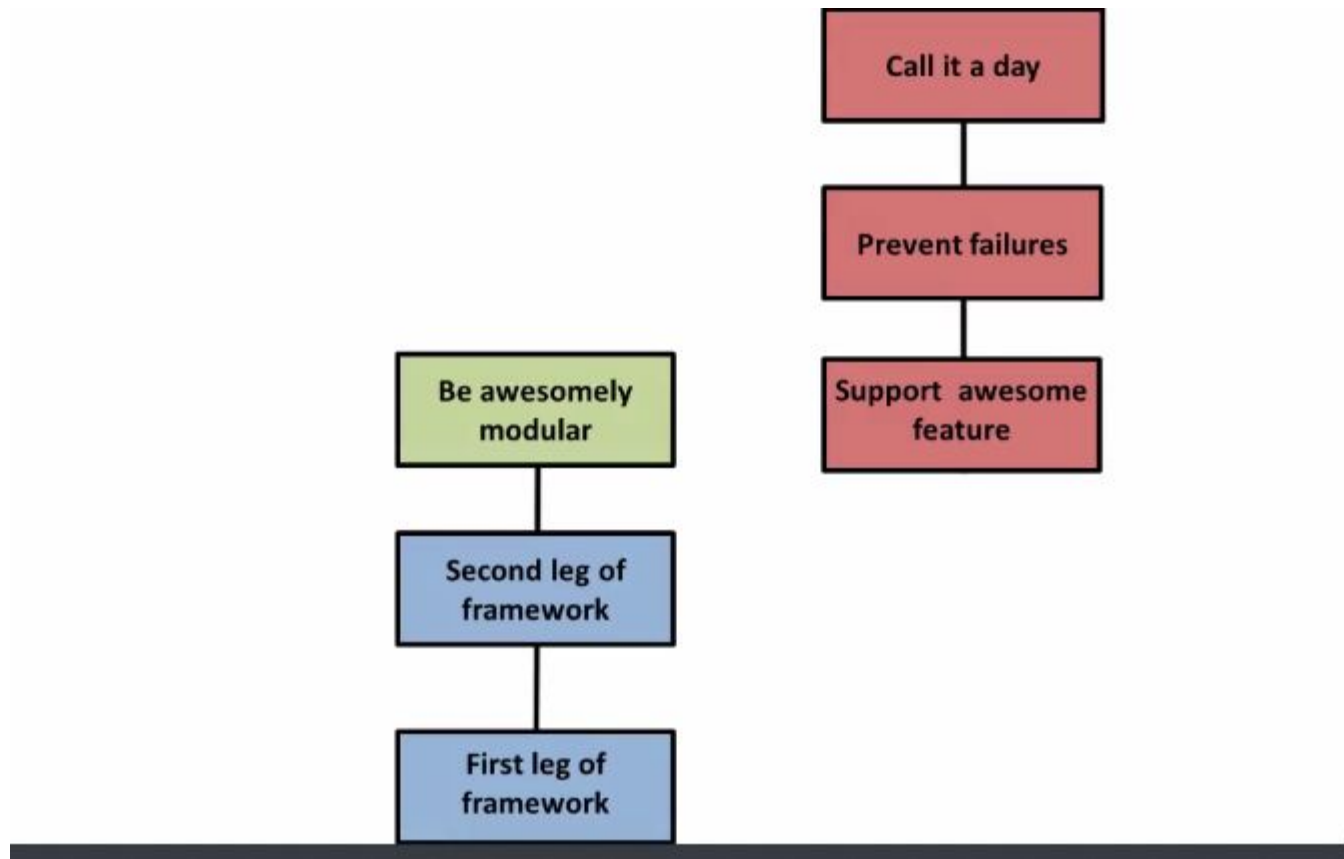 Call it a day
Prevent failures
Support awesome
feature
Be awesomely
modular
Second leg of
framework
First leg of
framework